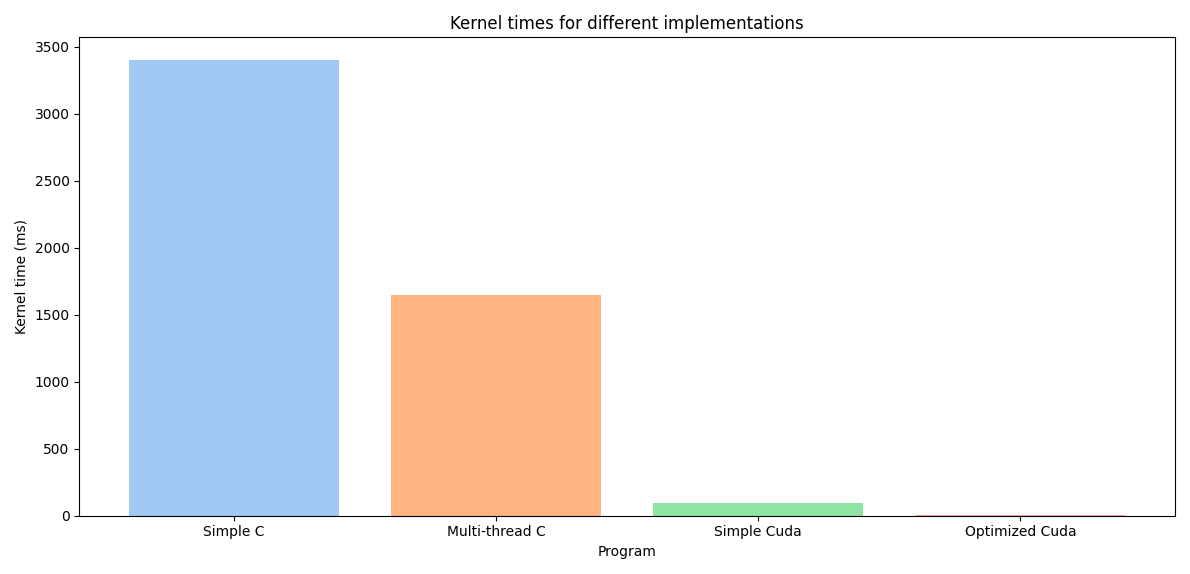 Kernel times for different implementations
3500
3000
2500
2000
1500
1000
500
0
Kernel time (ms)
Simple C
Multi-thread C
Simple Cuda
Optimized Cuda
Program